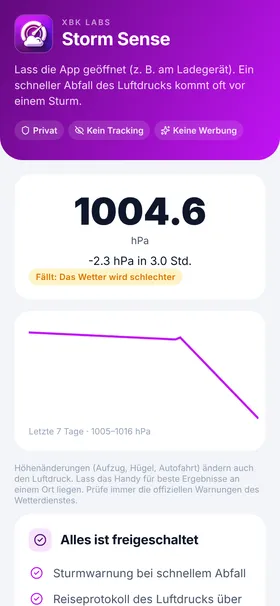 XBK LABS
Storm Sense
Lass die App geöffnet (z. B. am Ladegerät). Ein
schneller Abfall des Luftdrucks kommt oft vor
einem Sturm.
Privat
Kein Tracking
Keine Werbung
1004.6
hPa
-2.3 hPa in 3.0 Std.
Fällt: Das Wetter wird schlechter
Letzte 7 Tage · 1005–1016 hPa
Höhenänderungen (Aufzug, Hügel, Autofahrt) ändern auch
den Luftdruck. Lass das Handy für beste Ergebnisse an
einem Ort liegen. Prüfe immer die offiziellen Warnungen des
Wetterdienstes.
Alles ist freigeschaltet
Sturmwarnung bei schnellem Abfall
Reiseprotokoll des Luftdrucks über